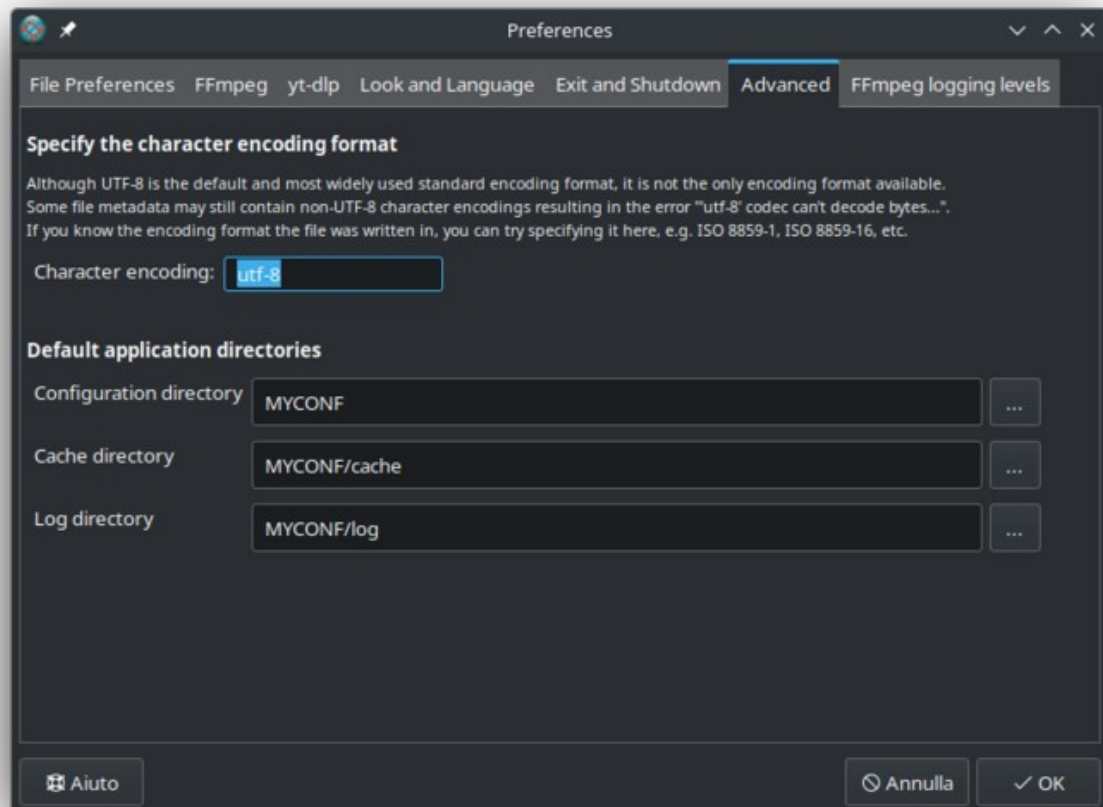 Preferences
File Preferences FFmpeg yt-dlp Look and Language Exit and Shutdown Advanced FFmpeg logging levels
Specify the character encoding format
Although UTF-8 is the default and most widely used standard encoding format, it is not the only encoding format available.
Some file metadata may still contain non-UTF-8 character encodings resulting in the error "'utf-8' codec can't decode bytes...".
If you know the encoding format the file was written in, you can try specifying it here, e.g. ISO 8859-1, ISO 8859-16, etc.
Character encoding: utf-8
Default application directories
Configuration directory MYCONF ...
Cache directory MYCONF/cache ...
Log directory MYCONF/log ...
Aiuto Annulla OK